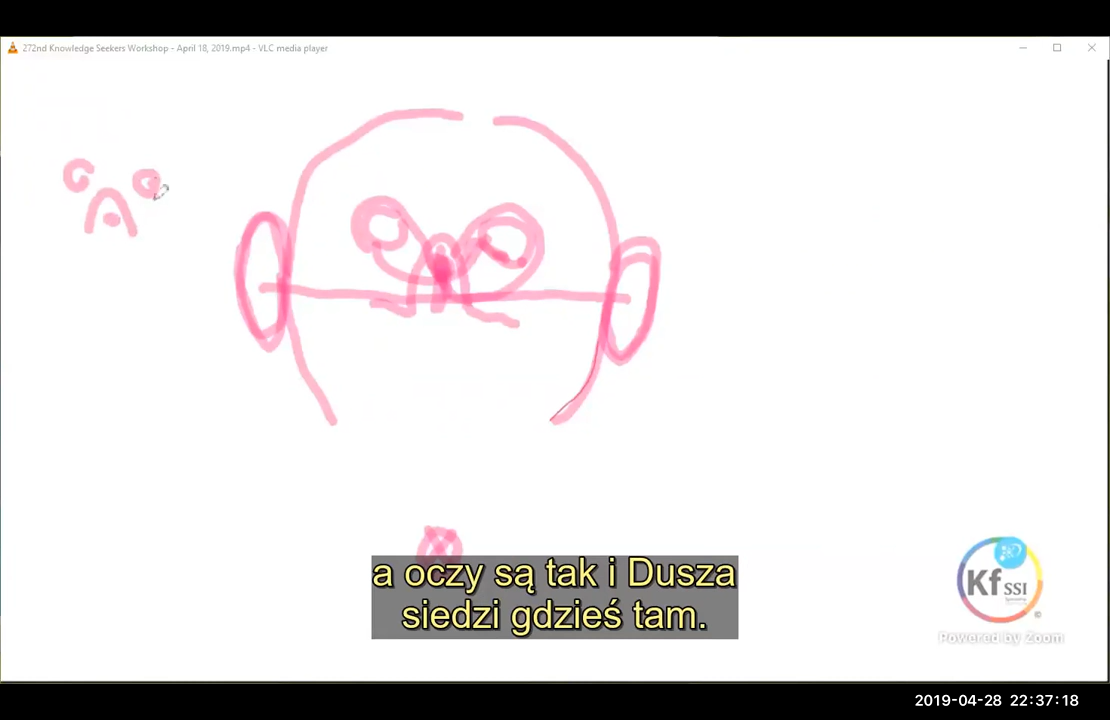 272nd Knowledge Seekers Workshop - April 18, 2019.mp4 - VLC media player
a oczy są tak i Dusza
siedzi gdzieś tam.
Kf SSI
Powered by Zoom
2019-04-28 22:37:18